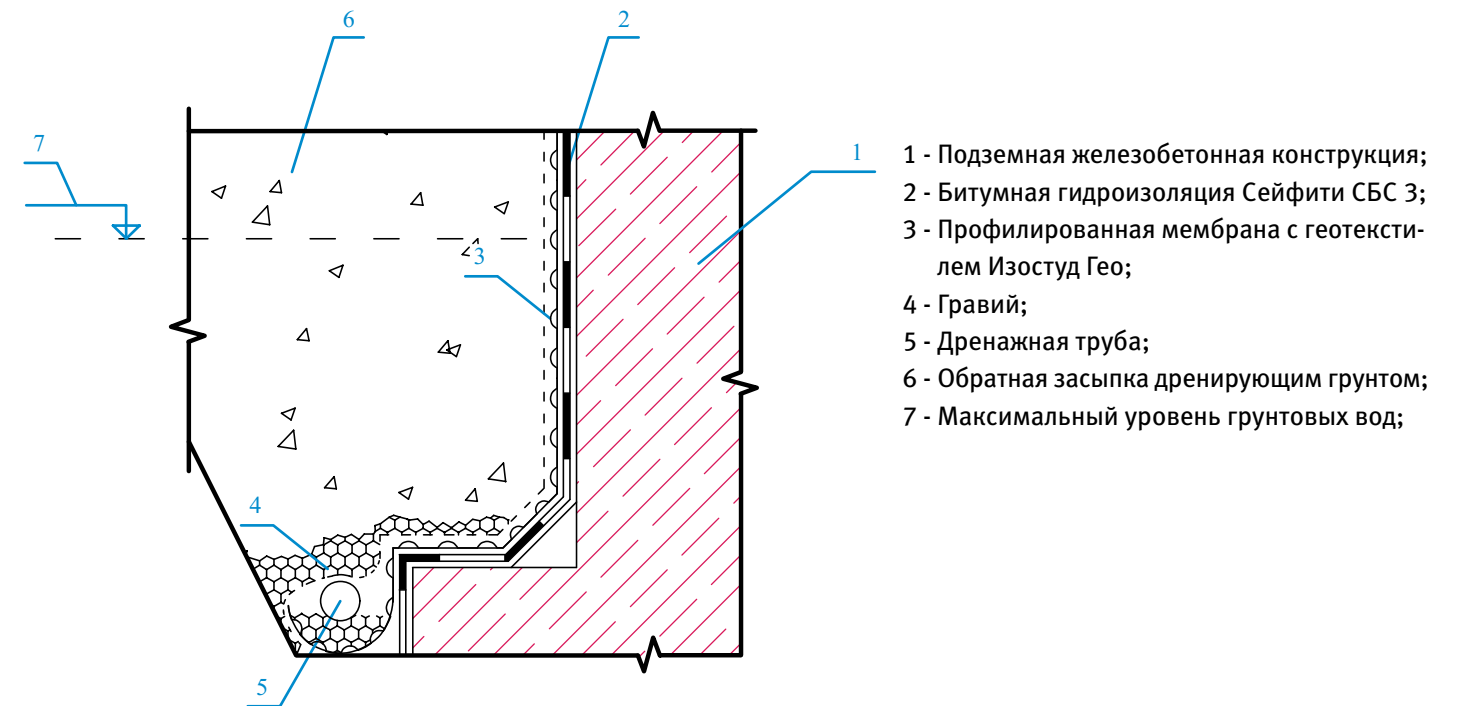 6
2
7
1
3
4
5
1 - Подземная железобетонная конструкция;
2 - Битумная гидроизоляция Сейфити СБС 3;
3 - Профилированная мембрана с геотексти-
лем Изостуд Гео;
4 - Гравий;
5 - Дренажная труба;
6 - Обратная засыпка дренирующим грунтом;
7 - Максимальный уровень грунтовых вод;